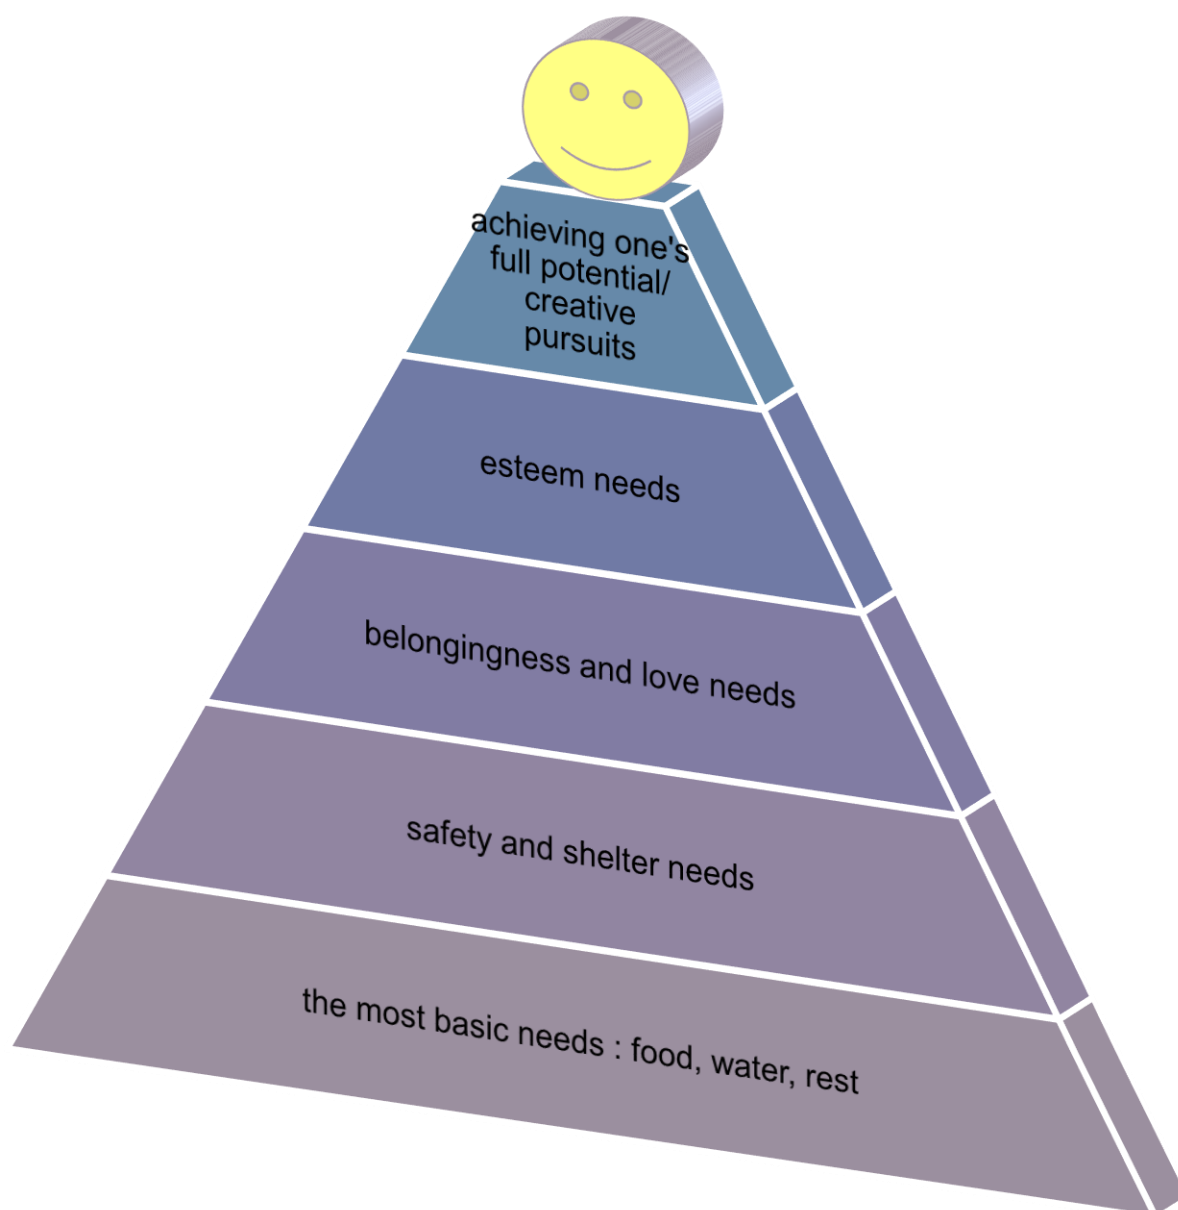 achieving one's
full potential/
creative
pursuits
esteem needs
belongingness and love needs
safety and shelter needs
the most basic needs : food, water, rest